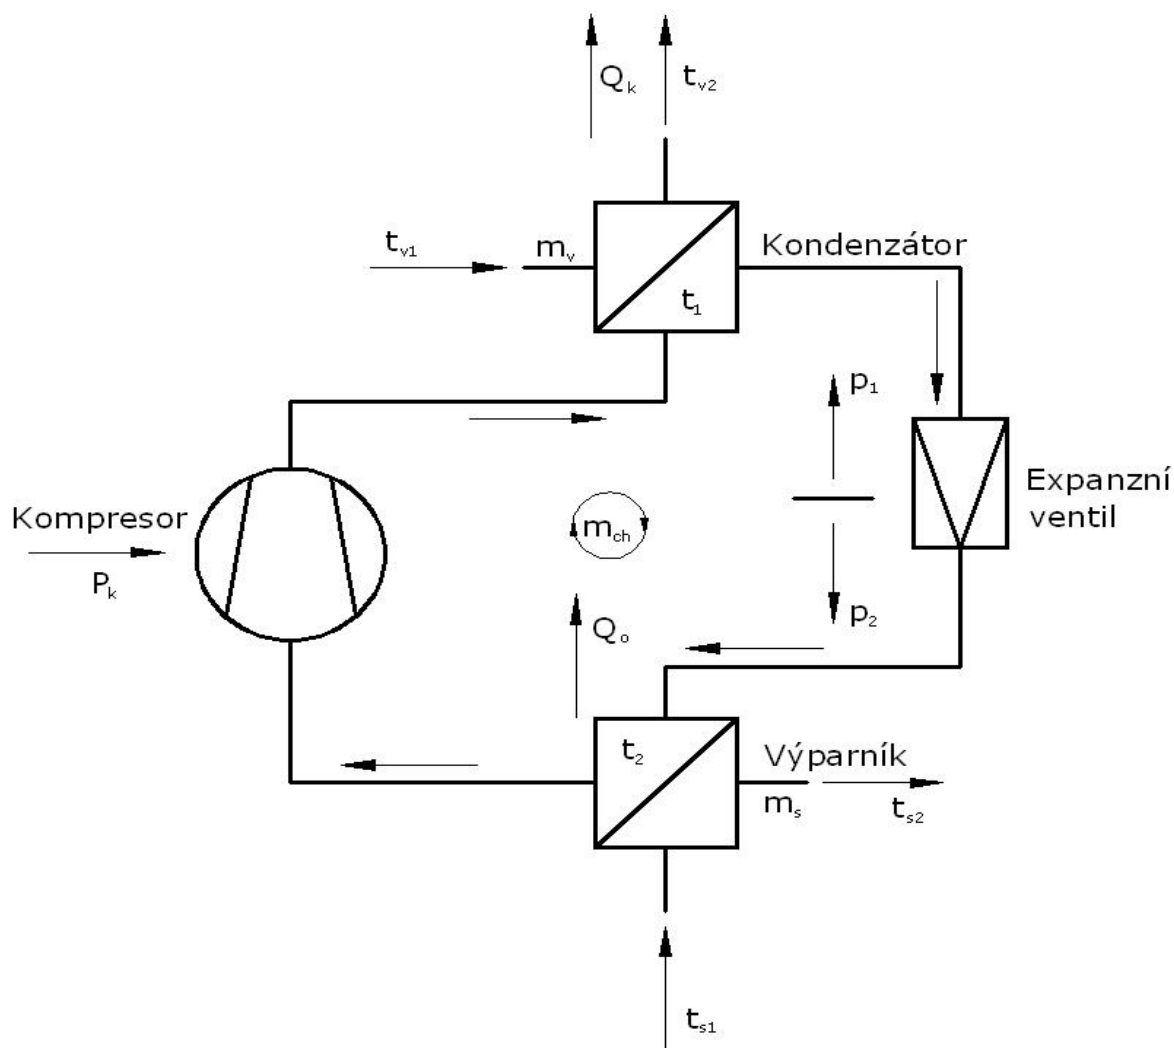 Qk
tv2
tv1
mv
Kondenzátor
t1
p1
Kompresor
Pk
mch
Expanzní
ventil
p2
Qo
t2
Výparník
ms
ts2
ts1